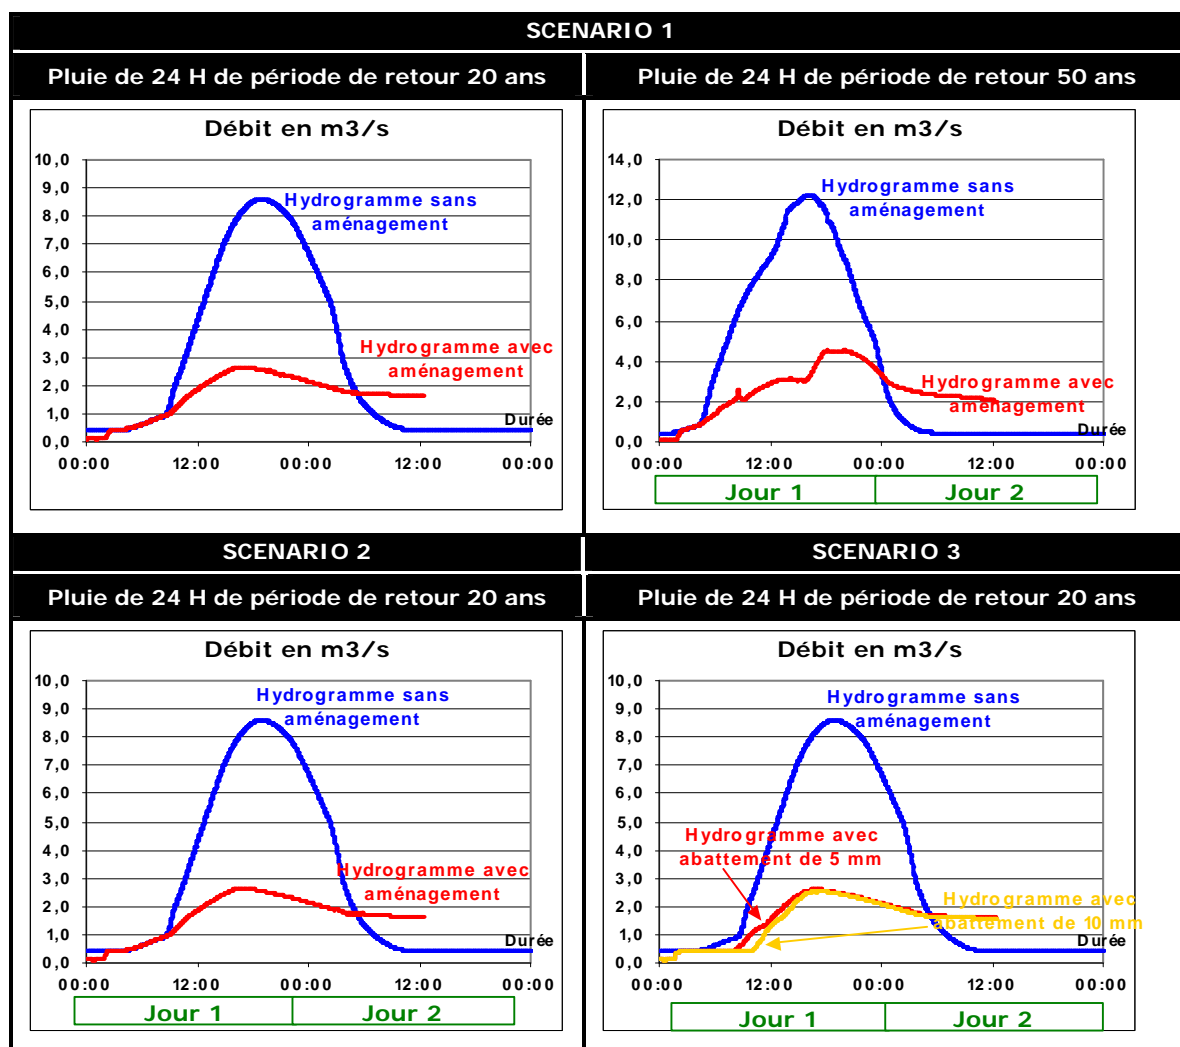 SCENARIO 1
Pluie de 24 H de période de retour 20 ans
Pluie de 24 H de période de retour 50 ans
Débit en m3/s
10,0
9,0
8,0
7,0
6,0
5,0
4,0
3,0
2,0
1,0
0,0
Hydrogramme sans
aménagement
Hydrogramme avec
aménagement
Durée
00:00 12:00 00:00 12:00 00:00
Débit en m3/s
14,0
12,0
10,0
8,0
6,0
4,0
2,0
0,0
Hydrogramme sans
aménagement
Hydrogramme avec
aménagement
Durée
00:00 12:00 00:00 12:00 00:00
Jour 1 Jour 2
SCENARIO 2
SCENARIO 3
Pluie de 24 H de période de retour 20 ans
Pluie de 24 H de période de retour 20 ans
Débit en m3/s
10,0
9,0
8,0
7,0
6,0
5,0
4,0
3,0
2,0
1,0
0,0
Hydrogramme sans
aménagement
Hydrogramme avec
aménagement
Durée
00:00 12:00 00:00 12:00 00:00
Jour 1 Jour 2
Débit en m3/s
10,0
9,0
8,0
7,0
6,0
5,0
4,0
3,0
2,0
1,0
0,0
Hydrogramme sans
aménagement
Hydrogramme avec
abattement de 5 mm
Hydrogramme avec
abattement de 10 mm
Durée
00:00 12:00 00:00 12:00 00:00
Jour 1 Jour 2